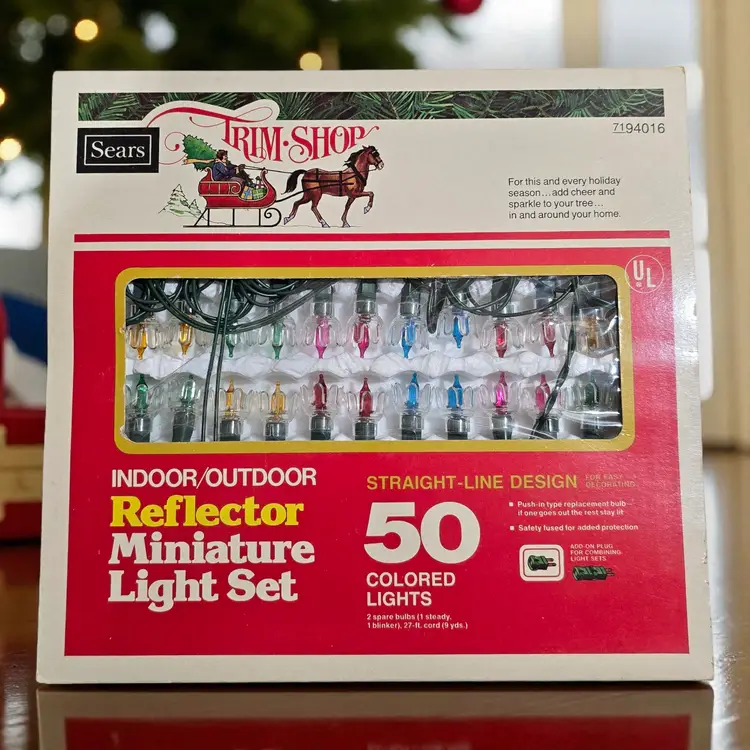 Sears
TRIM·SHOP
7194016
For this and every holiday
season...add cheer and
sparkle to your tree...
in and around your home.
UL
INDOOR/OUTDOOR
Reflector
Miniature
Light Set
STRAIGHT-LINE DESIGN FOR EASY DECORATING
50
COLORED
LIGHTS
2 spare bulbs (1 steady,
1 blinker), 27-ft. cord (9 yds.)
■ Push-in type replacement bulb—
if one goes out the rest stay lit
■ Safety fused for added protection
ADD-ON PLUG
FOR COMBINING
LIGHT SETS